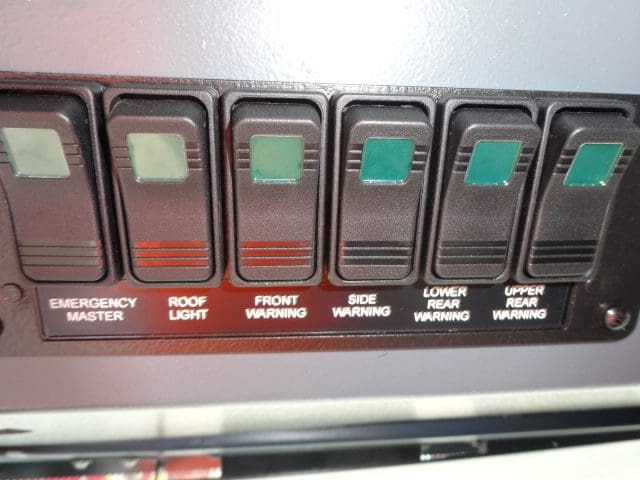 EMERGENCY
MASTER
ROOF
LIGHT
FRONT
WARNING
SIDE
WARNING
LOWER
REAR
WARNING
UPPER
REAR
WARNING